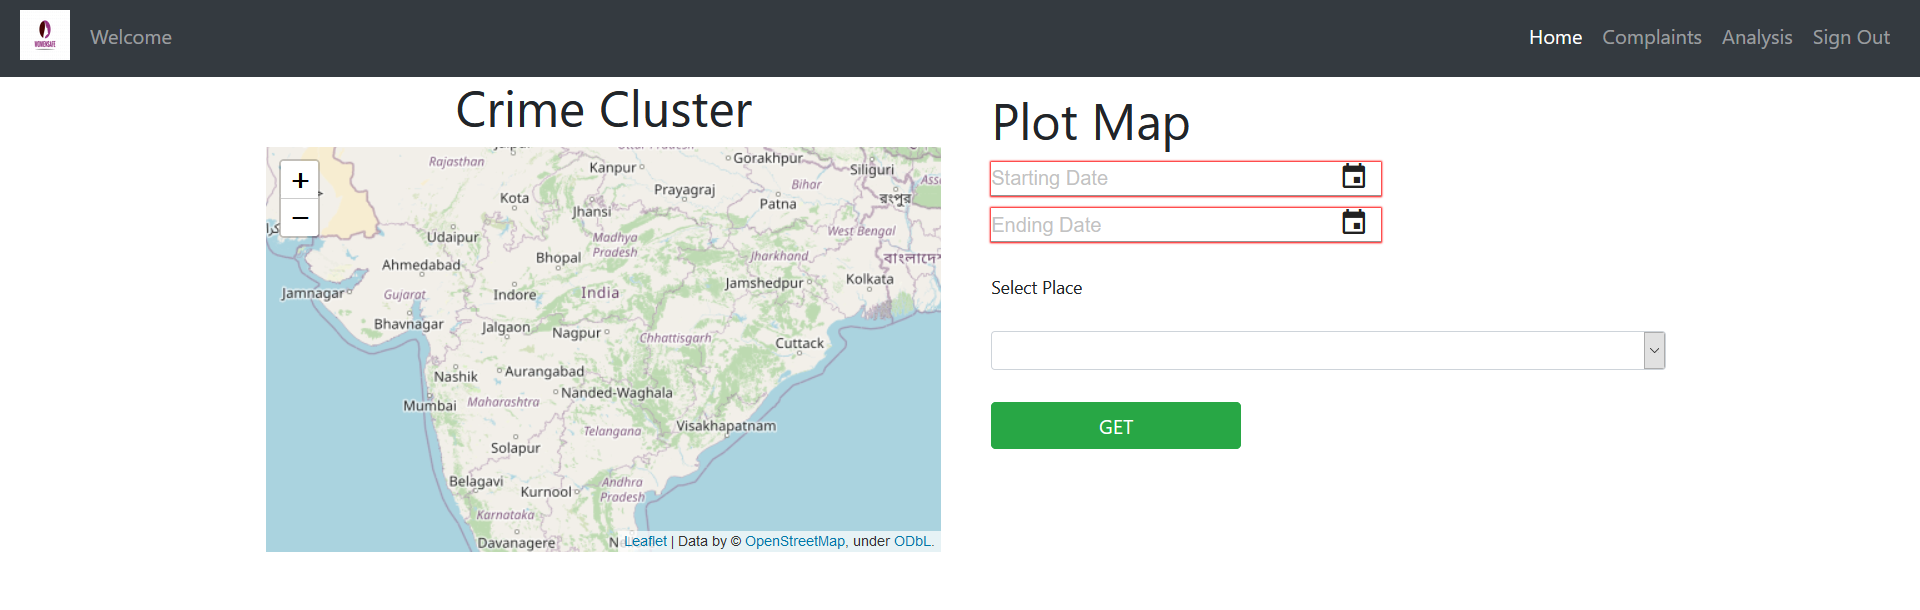 WOMENSAFE
Welcome
Home Complaints Analysis Sign Out
Crime Cluster
+
−
Rajasthan
Kanpur
Gorakhpur
Siliguri
Kota
Jhansi
Prayagraj
Bihar
Patna
রংপুর
Udaipur
Madhya
Pradesh
West Bengal
Ahmedabad
Bhopal
Jharkhand
Jamnagar
Gujarat
Indore
India
Jamshedpur
Kolkata
Bhavnagar
Jalgaon
Nagpur
Chhattisgarh
Cuttack
Nashik
Aurangabad
Mumbai
Maharashtra
Nanded-Waghala
Telangana
Visakhapatnam
Solapur
Belagavi
Kurnool
Andhra
Pradesh
Karnataka
Davanagere
Leaflet | Data by © OpenStreetMap, under ODbL.
Plot Map
Starting Date
Ending Date
Select Place
GET